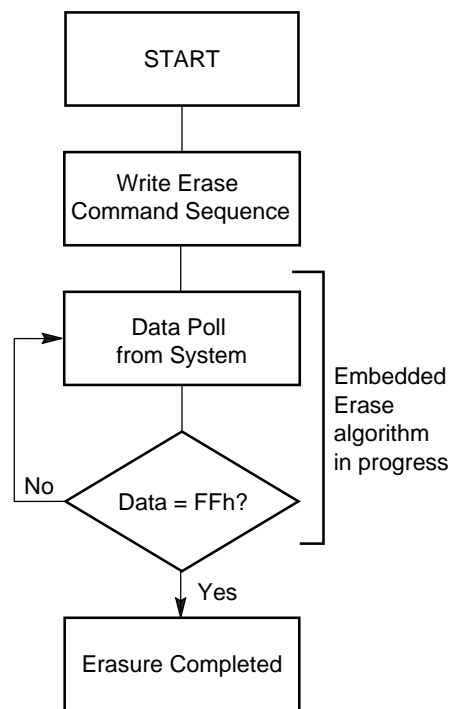 START
Write Erase
Command Sequence
Data Poll
from System
Embedded
Erase
algorithm
in progress
No
Data = FFh?
Yes
Erasure Completed